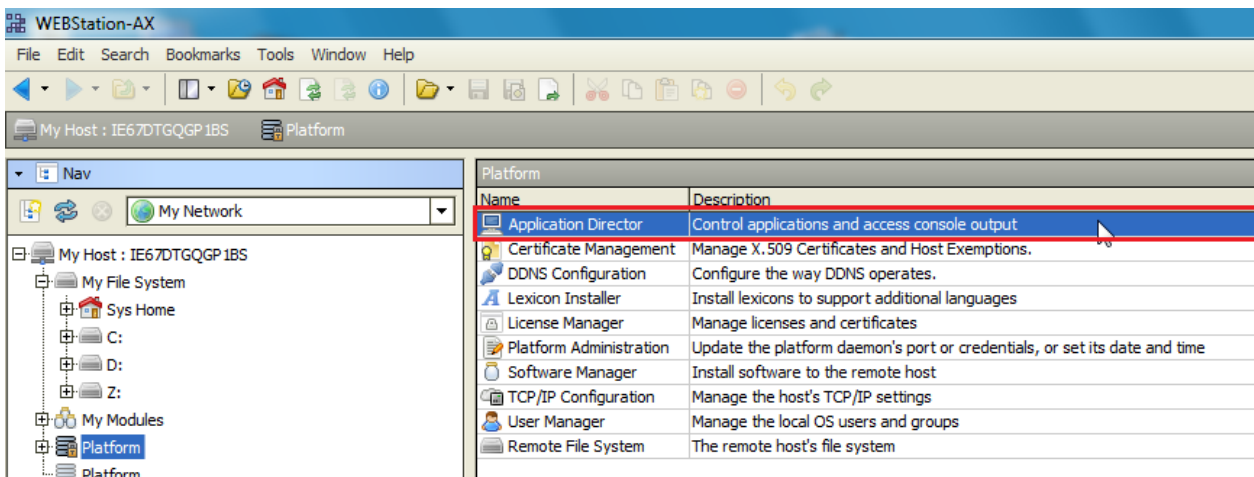 WEBStation-AX
File Edit Search Bookmarks Tools Window Help
My Host : IE67DTGQGP1BS Platform
Nav
My Network
My Host : IE67DTGQGP1BS
My File System
Sys Home
C:
D:
Z:
My Modules
Platform
Platform
Platform
Name Description
Application Director Control applications and access console output
Certificate Management Manage X.509 Certificates and Host Exemptions.
DDNS Configuration Configure the way DDNS operates.
Lexicon Installer Install lexicons to support additional languages
License Manager Manage licenses and certificates
Platform Administration Update the platform daemon's port or credentials, or set its date and time
Software Manager Install software to the remote host
TCP/IP Configuration Manage the host's TCP/IP settings
User Manager Manage the local OS users and groups
Remote File System The remote host's file system